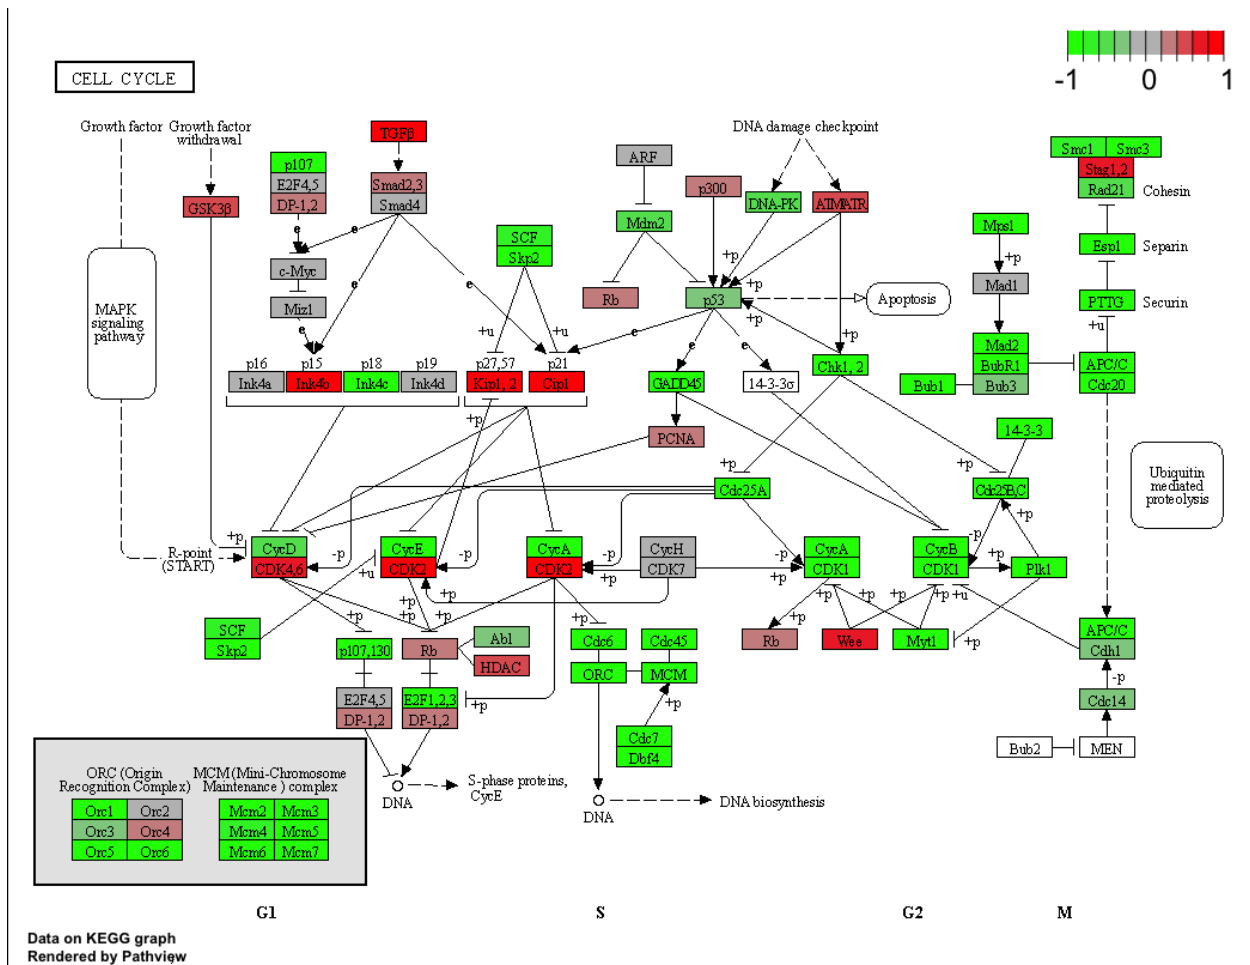 -1 0 1
CELL CYCLE
Growth factor
Growth factor
withdrawal
TGFβ
DNA damage checkpoint
p107
E2F4,5
DP-1,2
Smad2,3
Smad4
ARF
p300
DNA-PK
ATM/ATR
Smc1
Smc3
Stag1,2
Rad21
Cohesin
GSK3β
SCF
Skp2
Mdm2
Mps1
+p
Esp1
Separin
e
e
c-Myc
+p
+p
Mad1
MAPK
signaling
pathway
Miz1
e
e
e
Rb
p53
Apoptosis
PTTG
Securin
+u
+u
e
e
+p
+p
+u
Mad2
BubR1
Bub3
Bub1
APC/C
Cdc20
p16
p15
p18
p19
p27,57
p21
Ink4a
Ink4b
Ink4c
Ink4d
Kip1, 2
Cip1
GADD45
14-3-3σ
Chk1, 2
+p
PCNA
14-3-3
+p
+p
Cdc25A
Cdc25B,C
Ubiquitin
mediated
proteolysis
+p
R-point
(START)
CycD
CDK4,6
-p
CycE
CDK2
-p
CycA
CDK2
-p
CycH
CDK7
+p
-p
+p
CycA
CDK1
-p
+p
CycB
CDK1
+p
Plk1
+u
+p
+p
+p
+p
+p
+p
+p
+u
SCF
Skp2
p107,130
Rb
Abl
HDAC
Cdc6
Cdc45
ORC
MCM
Rb
Wee
Myt1
+p
APC/C
Cdh1
-p
E2F4,5
DP-1,2
E2F1,2,3
DP-1,2
+p
+p
Cdc14
Cdc7
Dbf4
Bub2
MEN
DNA
S-phase proteins,
CycE
DNA
DNA biosynthesis
ORC (Origin
Recognition Complex)
MCM (Mini-Chromosome
Maintenance ) complex
Orc1
Orc2
Mcm2
Mcm3
Orc3
Orc4
Mcm4
Mcm5
Orc5
Orc6
Mcm6
Mcm7
G1
S
G2
M
Data on KEGG graph
Rendered by Pathview